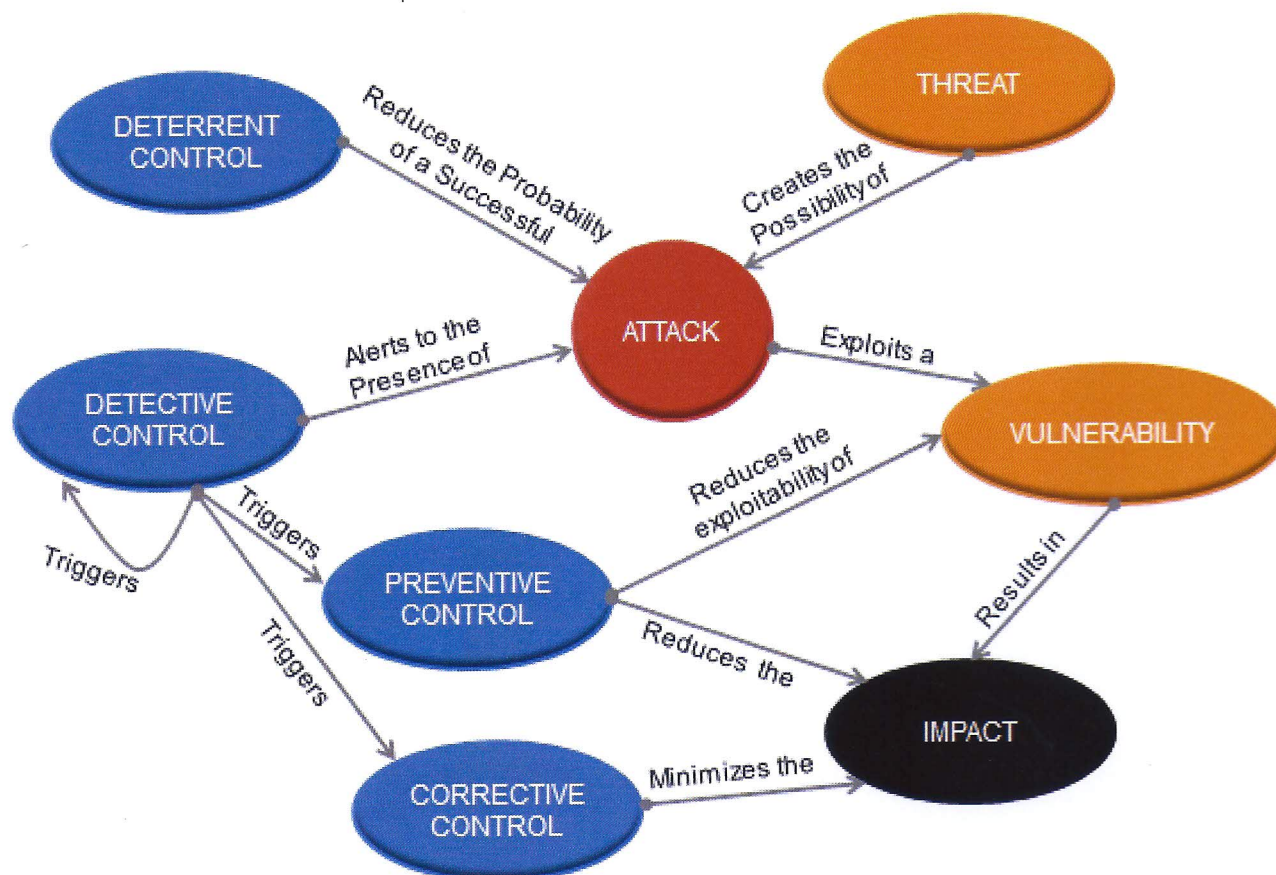 THREAT
DETERRENT
CONTROL
Reduces the Probability
of a Successful
Creates the
Possibility of
ATTACK
Alerts to the
Presence of
Exploits a
DETECTIVE
CONTROL
VULNERABILITY
Reduces the
exploitability of
Triggers
Triggers
PREVENTIVE
CONTROL
Results in
Reduces the
Triggers
IMPACT
Minimizes the
CORRECTIVE
CONTROL